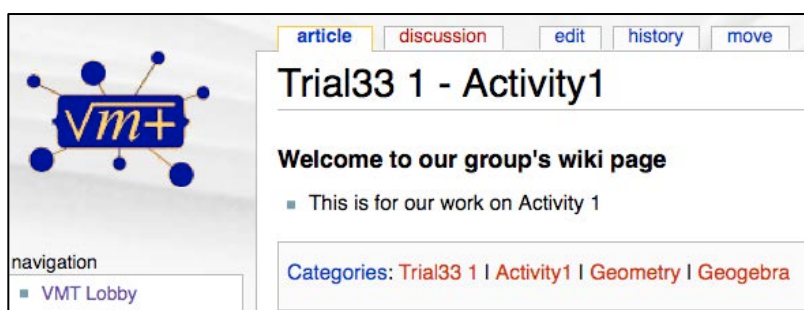 article discussion edit history move
√m+
Trial33 1 - Activity1
Welcome to our group's wiki page
This is for our work on Activity 1
navigation
VMT Lobby
Categories: Trial33 1 | Activity1 | Geometry | Geogebra